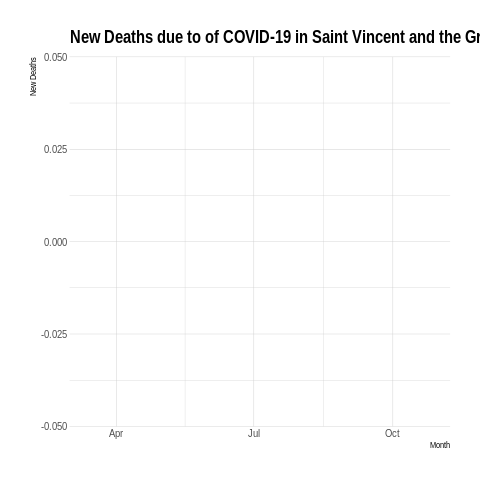 New Deaths due to of COVID-19 in Saint Vincent and the Gr
New Deaths
0.050
0.025
0.000
-0.025
-0.050
Apr Jul Oct
Month